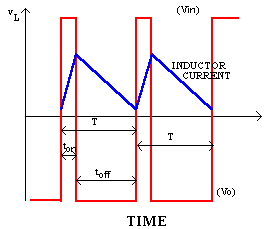 (Vin)
vL
INDUCTOR
CURRENT
T
T
ton
toff
(Vo)
TIME